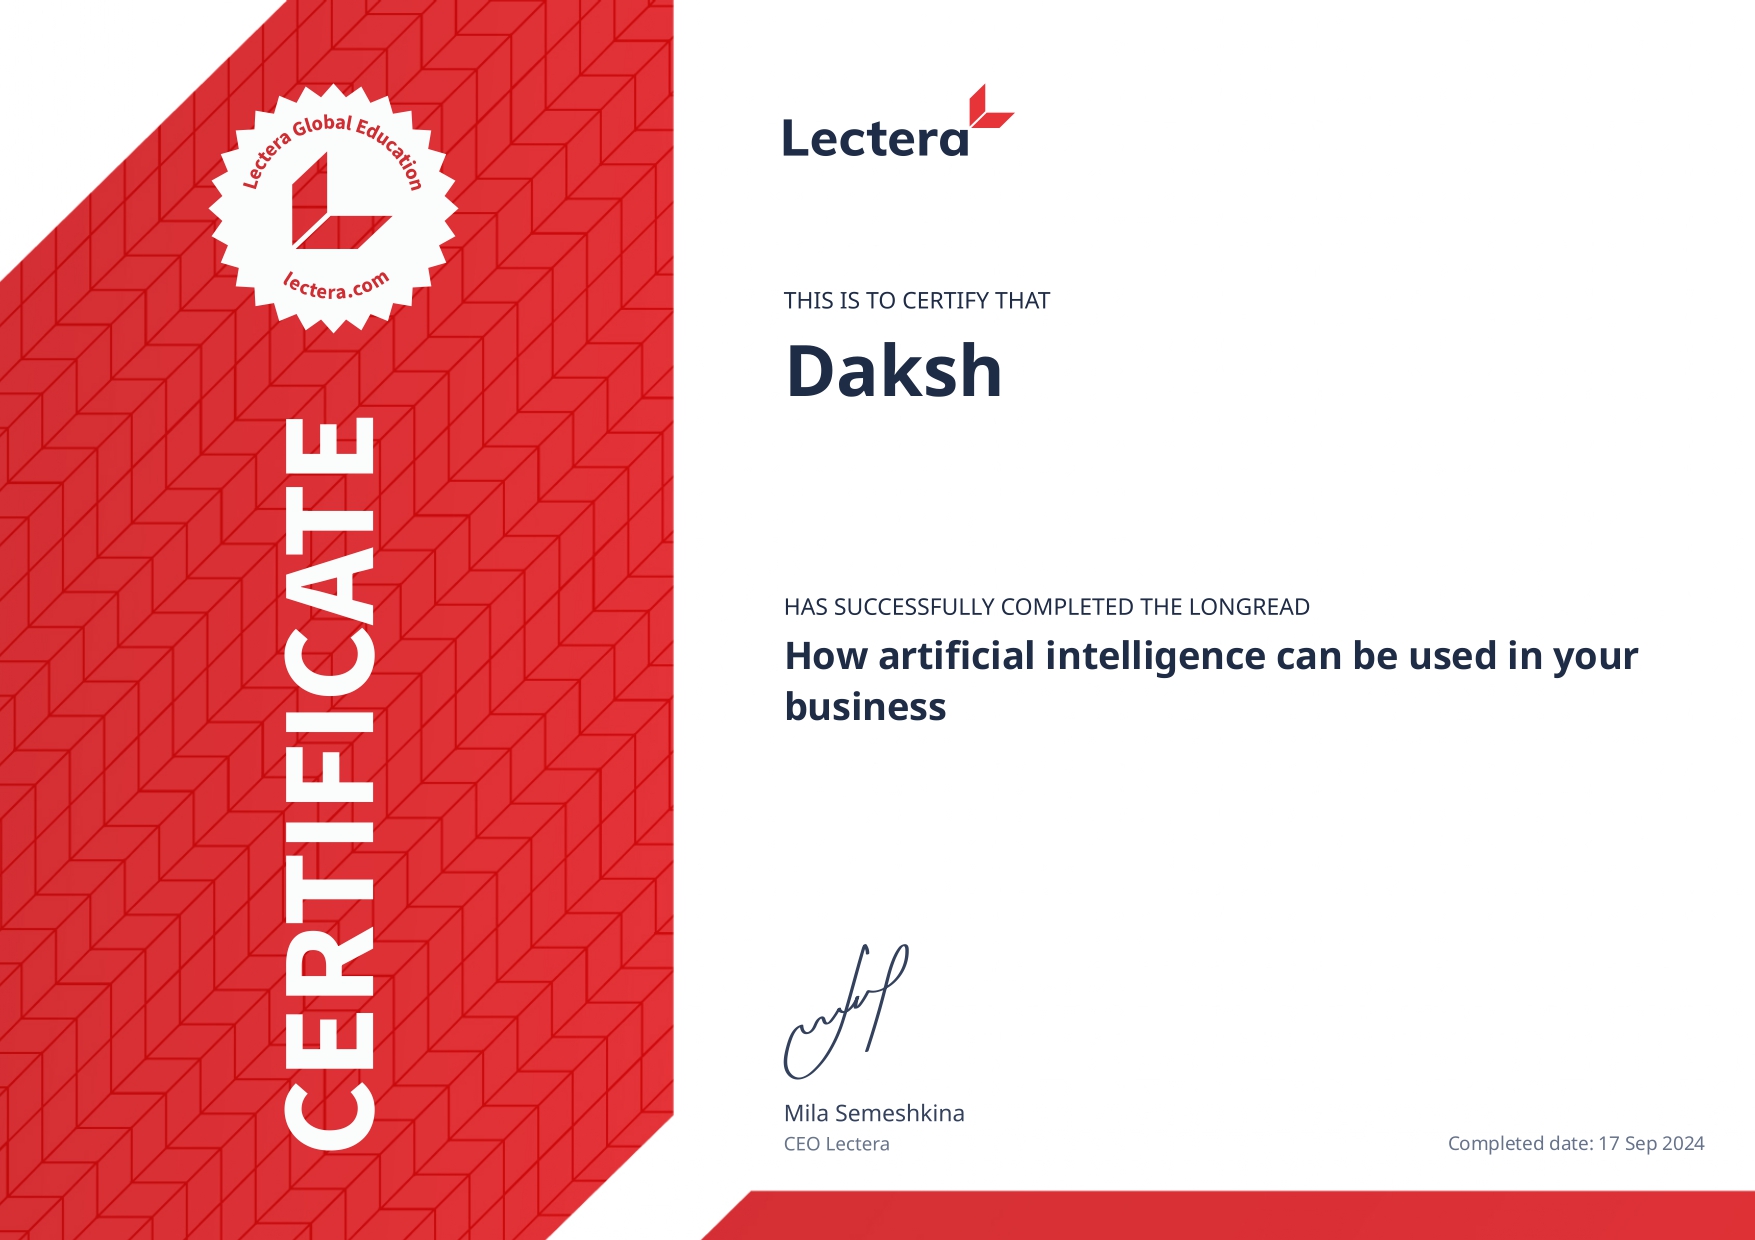 Lectera Global Education
lectera.com
CERTIFICATE
Lectera
THIS IS TO CERTIFY THAT
Daksh
HAS SUCCESSFULLY COMPLETED THE LONGREAD
How artificial intelligence can be used in your
business
Mila Semeshkina
CEO Lectera
Completed date: 17 Sep 2024